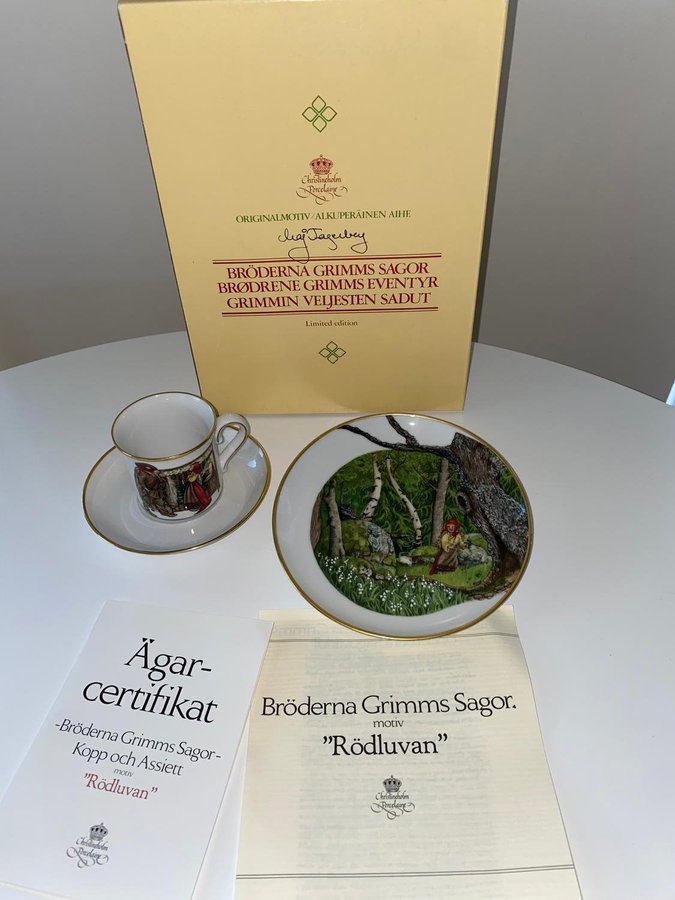 Christineholm
Porcelaine
ORIGINALMOTIV/ALKUPERÄINEN AIHE
BRÖDERNA GRIMMS SAGOR
BRØDRENE GRIMMS EVENTYR
GRIMMIN VELJESTEN SADUT
Limited edition
Ägar-
certifikat
-Bröderna Grimms Sagor-
Kopp och Assiett
motiv
"Rödluvan"
Christineholm
Porcelaine
Bröderna Grimms Sagor.
motiv
"Rödluvan"
Christineholm
Porcelaine